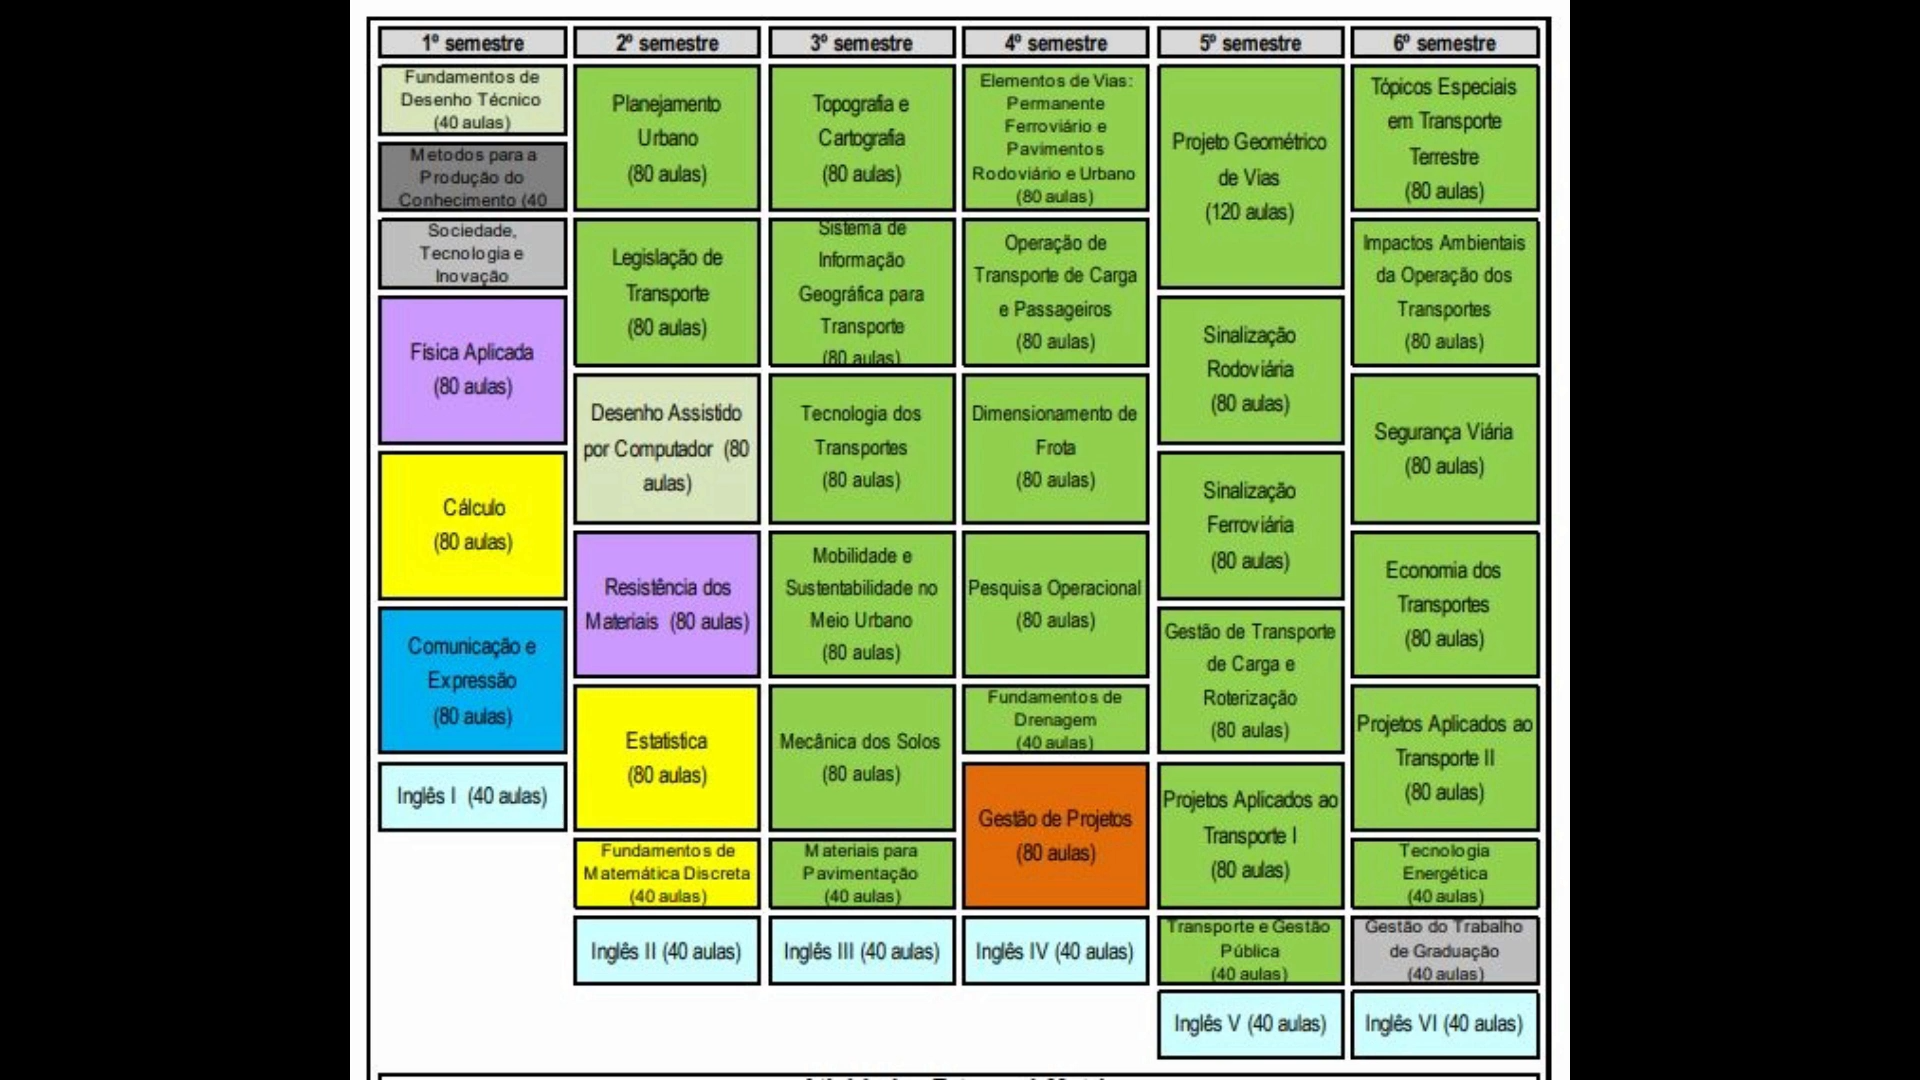 1º semestre
Fundamentos de
Desenho Técnico
(40 aulas)
Metodos para a
Produção do
Conhecimento (40
Sociedade,
Tecnologia e
Inovação
Física Aplicada
(80 aulas)
Cálculo
(80 aulas)
Comunicação e
Expressão
(80 aulas)
Inglês I (40 aulas)
2º semestre
Planejamento
Urbano
(80 aulas)
Legislação de
Transporte
(80 aulas)
Desenho Assistido
por Computador (80
aulas)
Resistência dos
Materiais (80 aulas)
Estatistica
(80 aulas)
Fundamentos de
Matemática Discreta
(40 aulas)
Inglês II (40 aulas)
3º semestre
Topografia e
Cartografia
(80 aulas)
Sistema de
Informação
Geográfica para
Transporte
(80 aulas)
Tecnologia dos
Transportes
(80 aulas)
Mobilidade e
Sustentabilidade no
Meio Urbano
(80 aulas)
Mecânica dos Solos
(80 aulas)
Materiais para
Pavimentação
(40 aulas)
Inglês III (40 aulas)
4º semestre
Elementos de Vias:
Permanente
Ferroviário e
Pavimentos
Rodoviário e Urbano
(80 aulas)
Operação de
Transporte de Carga
e Passageiros
(80 aulas)
Dimensionamento de
Frota
(80 aulas)
Pesquisa Operacional
(80 aulas)
Fundamentos de
Drenagem
(40 aulas)
Gestão de Projetos
(80 aulas)
Inglês IV (40 aulas)
5º semestre
Projeto Geométrico
de Vias
(120 aulas)
Sinalização
Rodoviária
(80 aulas)
Sinalização
Ferroviária
(80 aulas)
Gestão de Transporte
de Carga e
Roterização
(80 aulas)
Projetos Aplicados ao
Transporte I
(80 aulas)
Transporte e Gestão
Pública
(40 aulas)
Inglês V (40 aulas)
6º semestre
Tópicos Especiais
em Transporte
Terrestre
(80 aulas)
Impactos Ambientais
da Operação dos
Transportes
(80 aulas)
Segurança Viária
(80 aulas)
Economia dos
Transportes
(80 aulas)
Projetos Aplicados ao
Transporte II
(80 aulas)
Tecnologia
Energética
(40 aulas)
Gestão do Trabalho
de Graduação
(40 aulas)
Inglês VI (40 aulas)